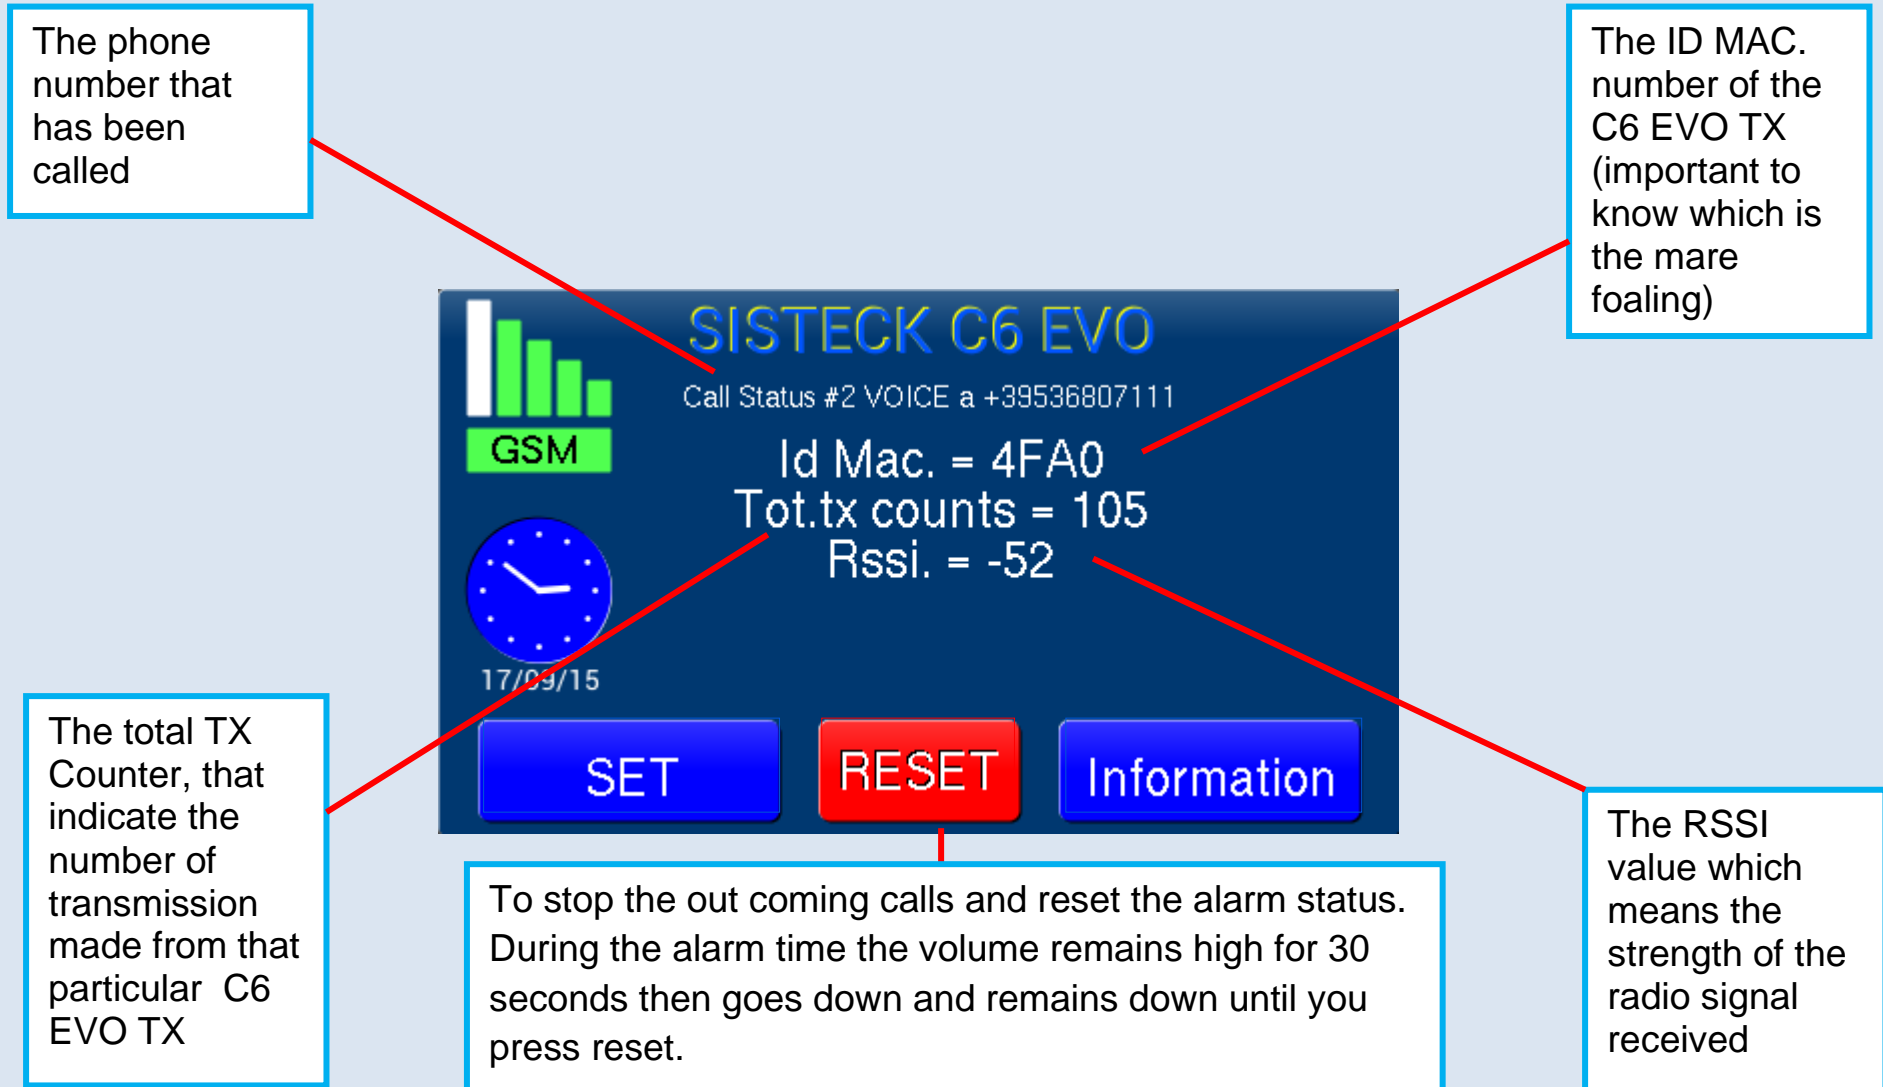 The phone
number that
has been
called
The ID MAC.
number of the
C6 EVO TX
(important to
know which is
the mare
foaling)
SISTECK C6 EVO
Call Status #2 VOICE a +39536807111
GSM
Id Mac. = 4FA0
Tot.tx counts = 105
Rssi. = -52
17/09/15
SET
RESET
Information
The total TX
Counter, that
indicate the
number of
transmission
made from that
particular C6
EVO TX
To stop the out coming calls and reset the alarm status.
During the alarm time the volume remains high for 30
seconds then goes down and remains down until you
press reset.
The RSSI
value which
means the
strength of the
radio signal
received